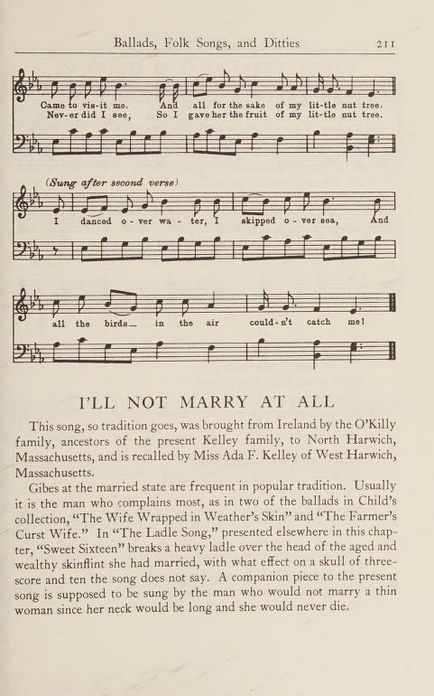 Ballads, Folk Songs, and Ditties 211
Came to vis-it me. And all for the sake of my lit-tle nut tree.
Nev-er did I see, So I gave her the fruit of my lit-tle nut tree.
(Sung after second verse)
I danced o - ver wa - ter, I skipped o - ver sea, And
all the birds— in the air could-n't catch me!
I'LL NOT MARRY AT ALL
This song, so tradition goes, was brought from Ireland by the O'Killy
family, ancestors of the present Kelley family, to North Harwich,
Massachusetts, and is recalled by Miss Ada F. Kelley of West Harwich,
Massachusetts.
Gibes at the married state are frequent in popular tradition. Usually
it is the man who complains most, as in two of the ballads in Child's
collection, "The Wife Wrapped in Weather's Skin" and "The Farmer's
Curst Wife." In "The Ladle Song," presented elsewhere in this chap-
ter, "Sweet Sixteen" breaks a heavy ladle over the head of the aged and
wealthy skinflint she had married, with what effect on a skull of three-
score and ten the song does not say. A companion piece to the present
song is supposed to be sung by the man who would not marry a thin
woman since her neck would be long and she would never die.